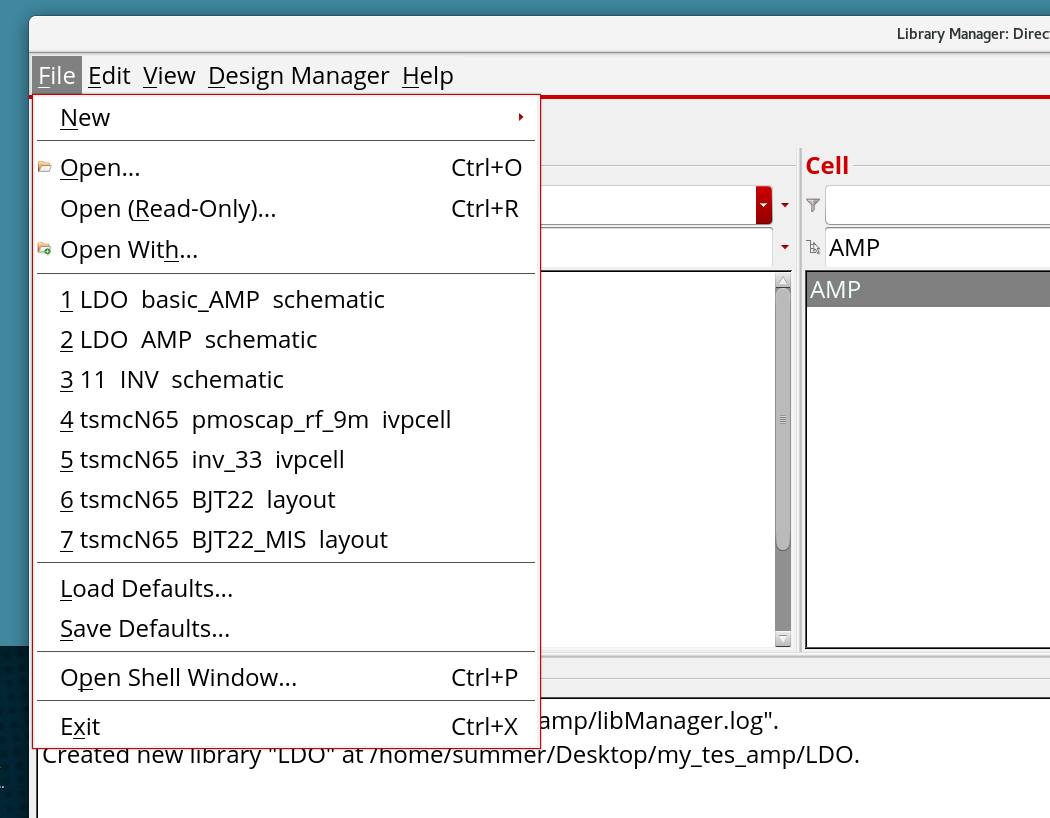 Library Manager: Direc
File Edit View Design Manager Help
New
Open... Ctrl+O
Open (Read-Only)... Ctrl+R
Open With...
1 LDO basic_AMP schematic
2 LDO AMP schematic
3 11 INV schematic
4 tsmcN65 pmoscap_rf_9m ivpcell
5 tsmcN65 inv_33 ivpcell
6 tsmcN65 BJT22 layout
7 tsmcN65 BJT22_MIS layout
Load Defaults...
Save Defaults...
Open Shell Window... Ctrl+P
Exit Ctrl+X
Cell
AMP
AMP
amp/libManager.log".
Created new library "LDO" at /home/summer/Desktop/my_tes_amp/LDO.